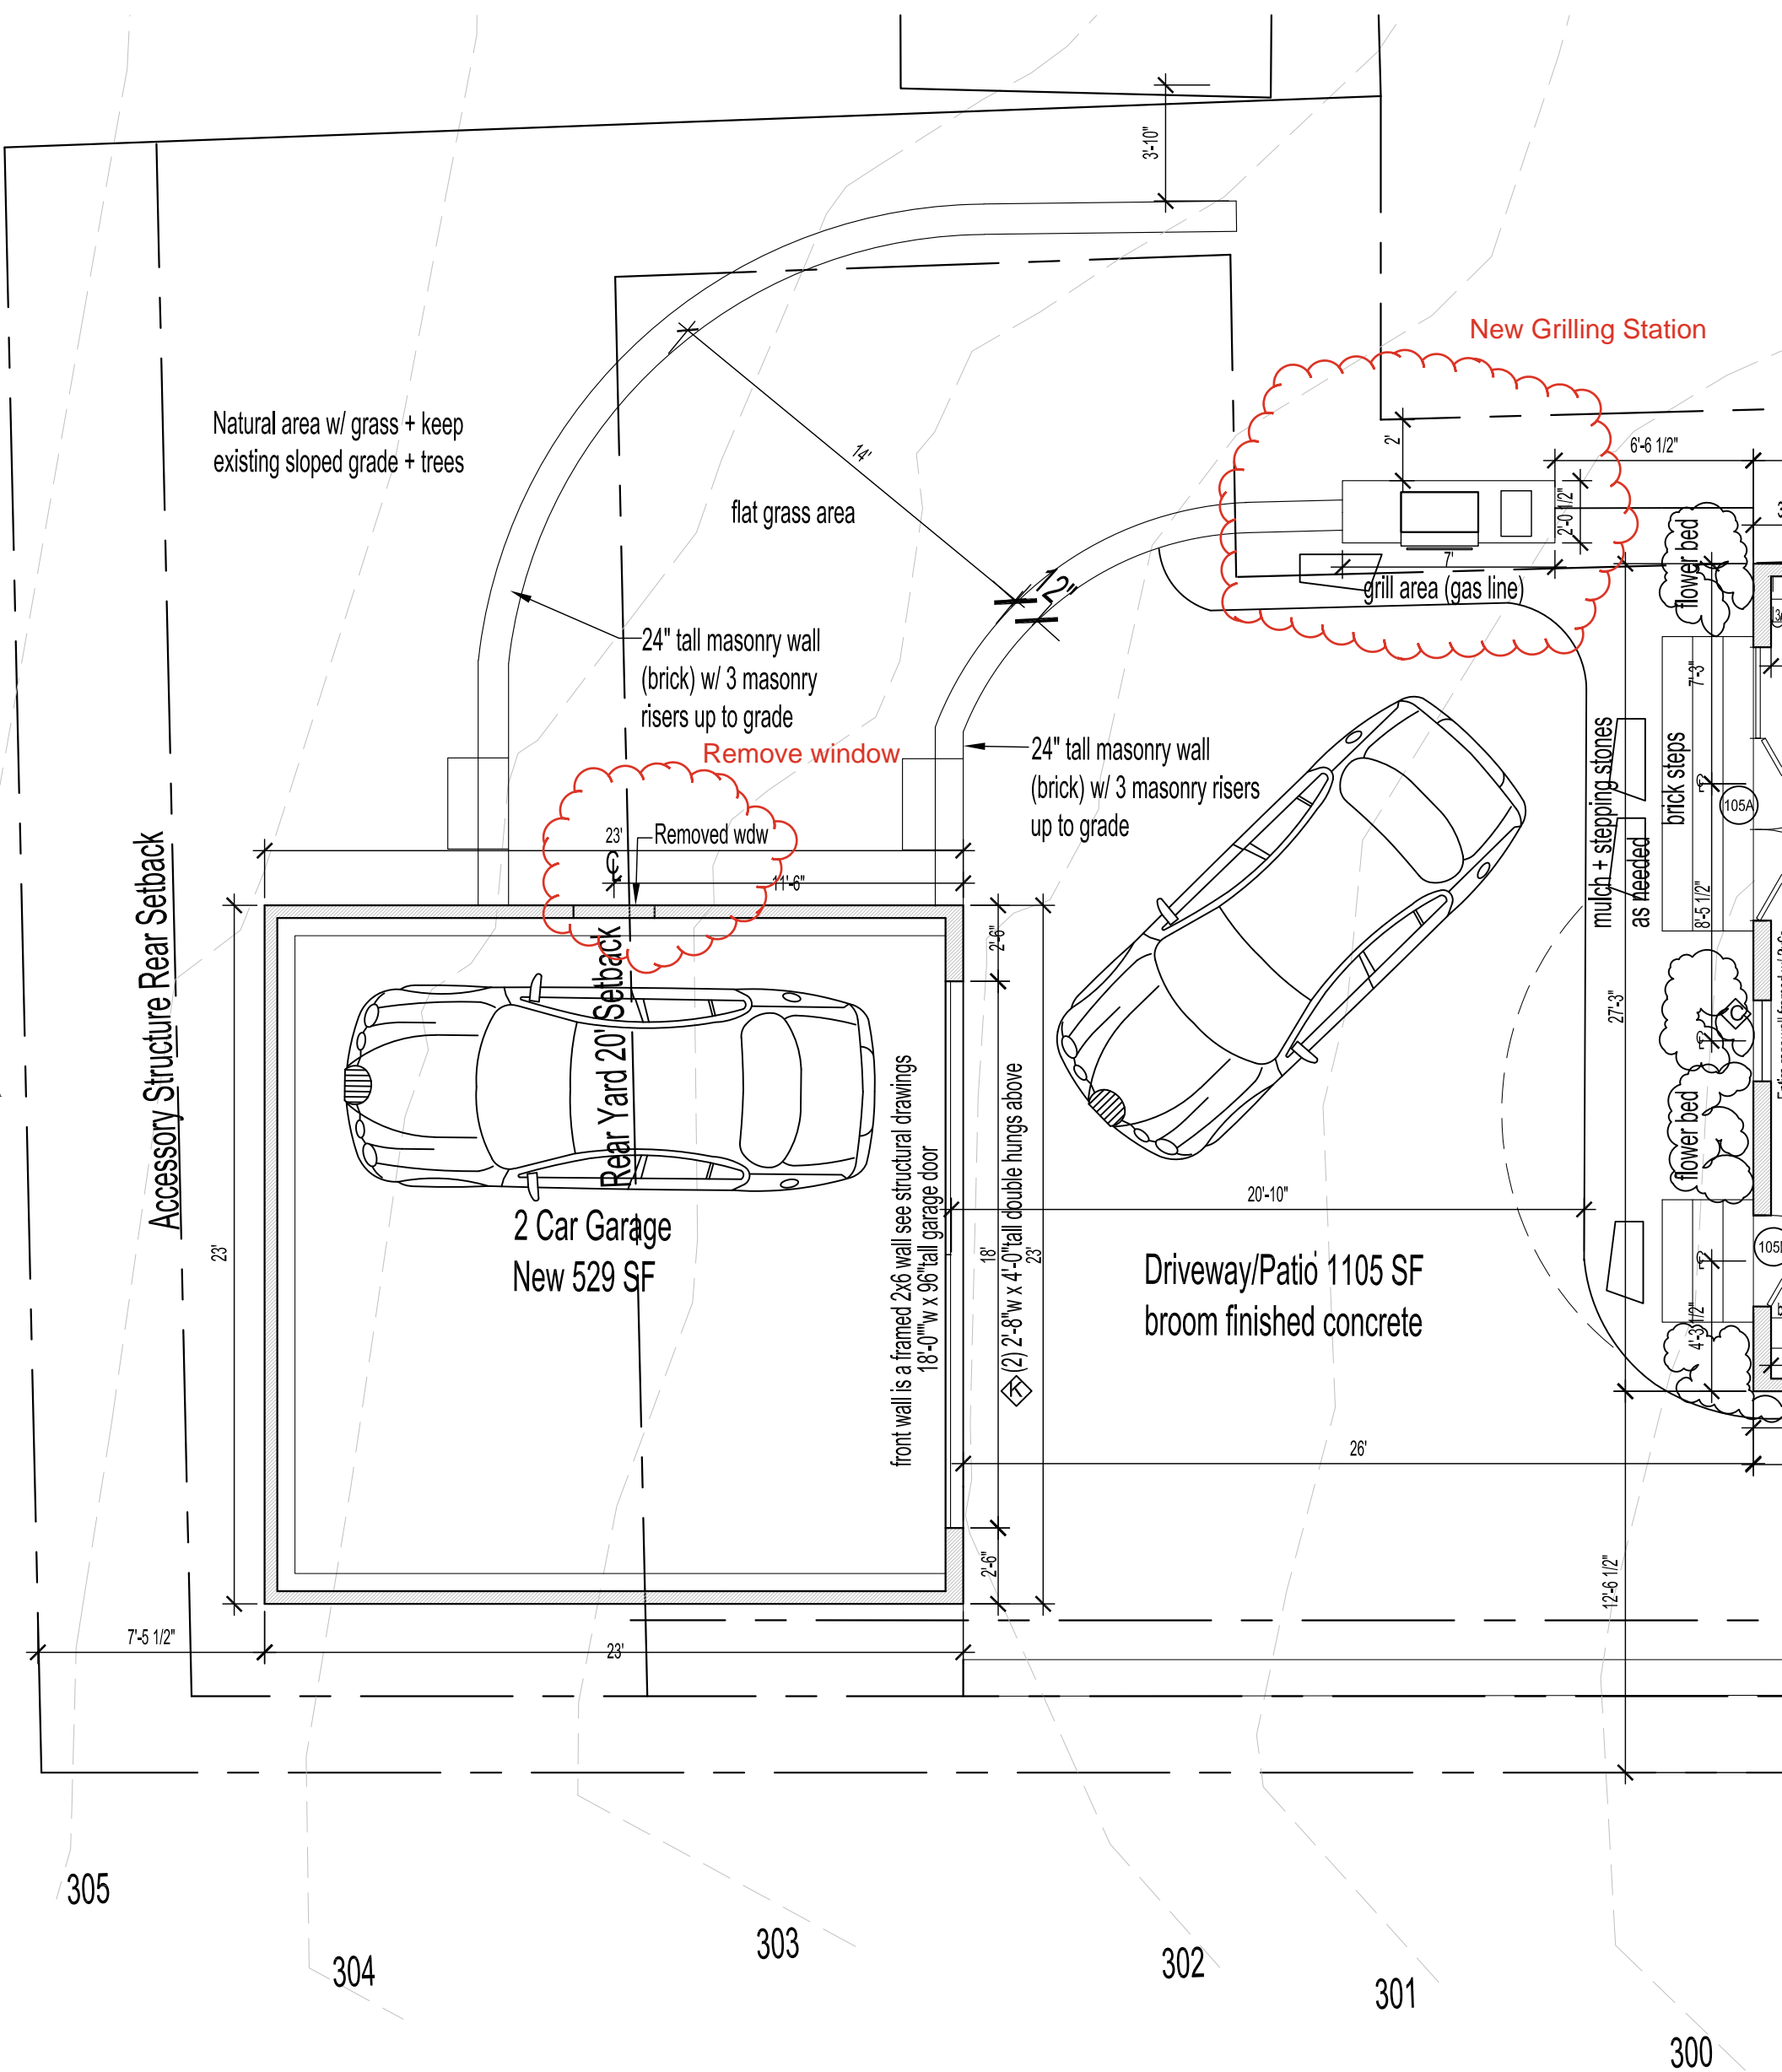 3'-10"
New Grilling Station
Natural area w/ grass + keep
existing sloped grade + trees
14'
flat grass area
2'
6'-6 1/2"
2'-0 1/2"
7'
grill area (gas line)
12"
flower bed
24" tall masonry wall
(brick) w/ 3 masonry
risers up to grade
Remove window
24" tall masonry wall
(brick) w/ 3 masonry risers
up to grade
7'-3"
mulch + stepping stones
as needed
brick steps
105A
23'
Removed wdw
11'-6"
8'-5 1/2"
Accessory Structure Rear Setback
Rear Yard 20' Setback
2'-6"
27'-3"
C
flower bed
front wall is a framed 2x6 wall see structural drawings
18'-0""w x 96"tall garage door
(2) 2'-8"w x 4'-0"tall double hungs above
K
18'
23'
23'
20'-10"
2 Car Garage
New 529 SF
Driveway/Patio 1105 SF
broom finished concrete
4'-3 1/2"
26'
2'-6"
12'-6 1/2"
7'-5 1/2"
23'
305
304
303
302
301
300